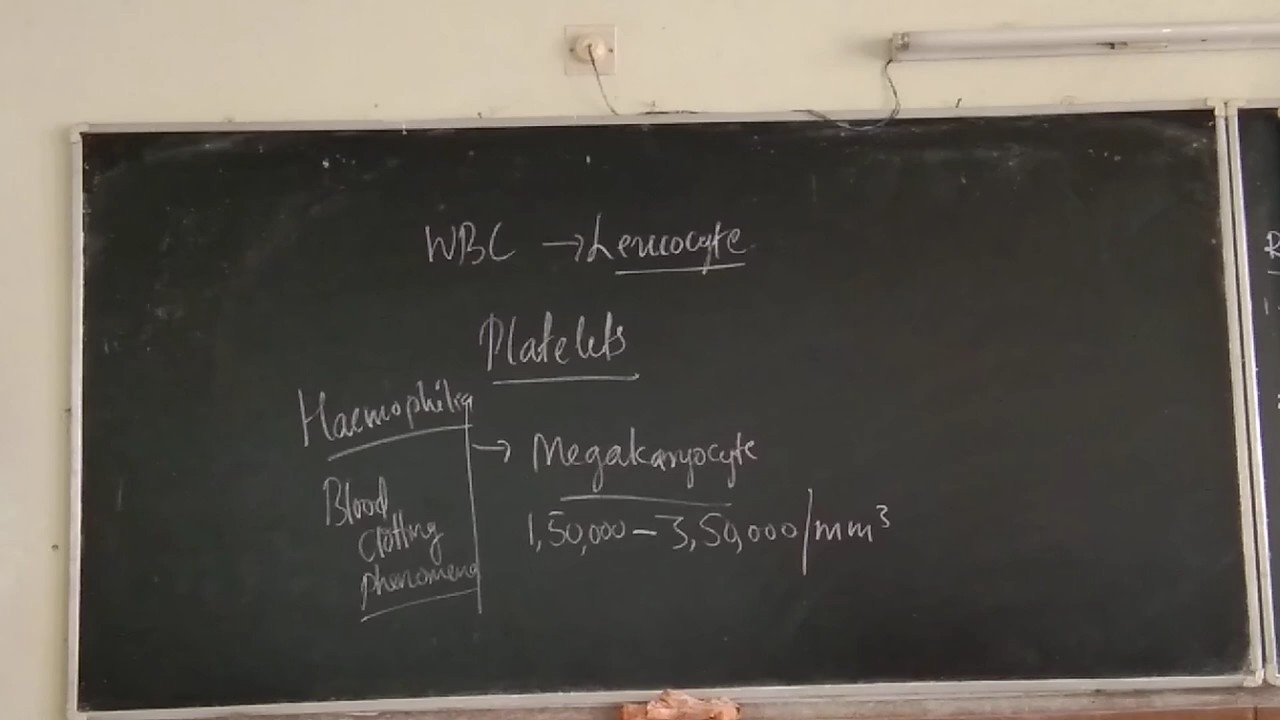 WBC → Leucocyte
Platelets
Haemophilia
→ Megakaryocyte
1,50,000 – 3,50,000/mm³
Blood
Clotting
phenomena
R